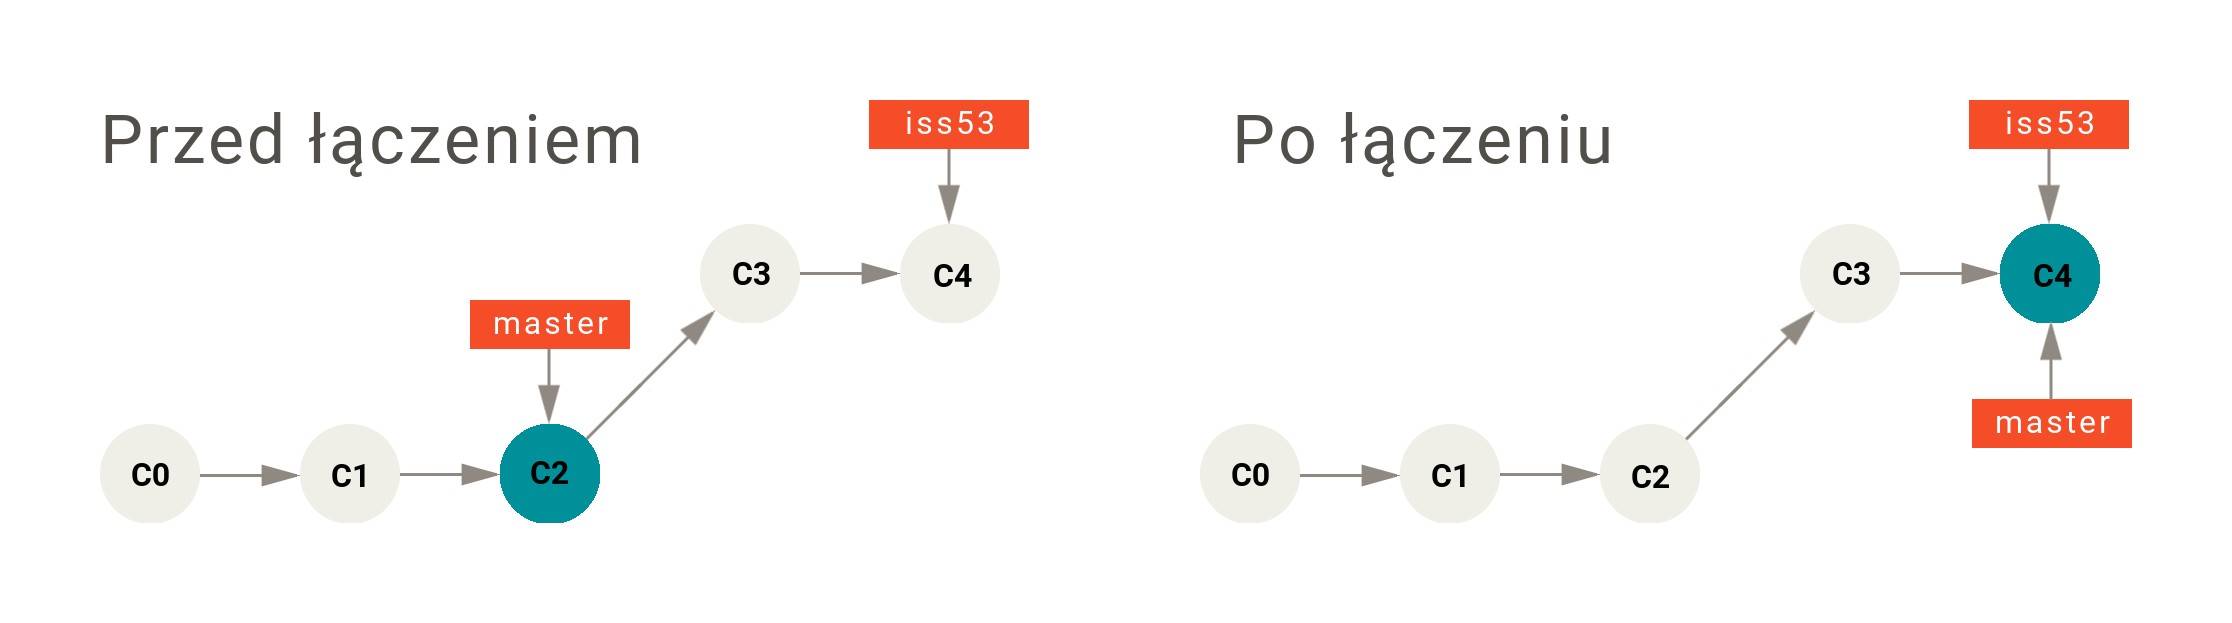 Przed łączeniem
iss53
C3
C4
master
C0
C1
C2
Po łączeniu
iss53
C3
C4
master
C0
C1
C2